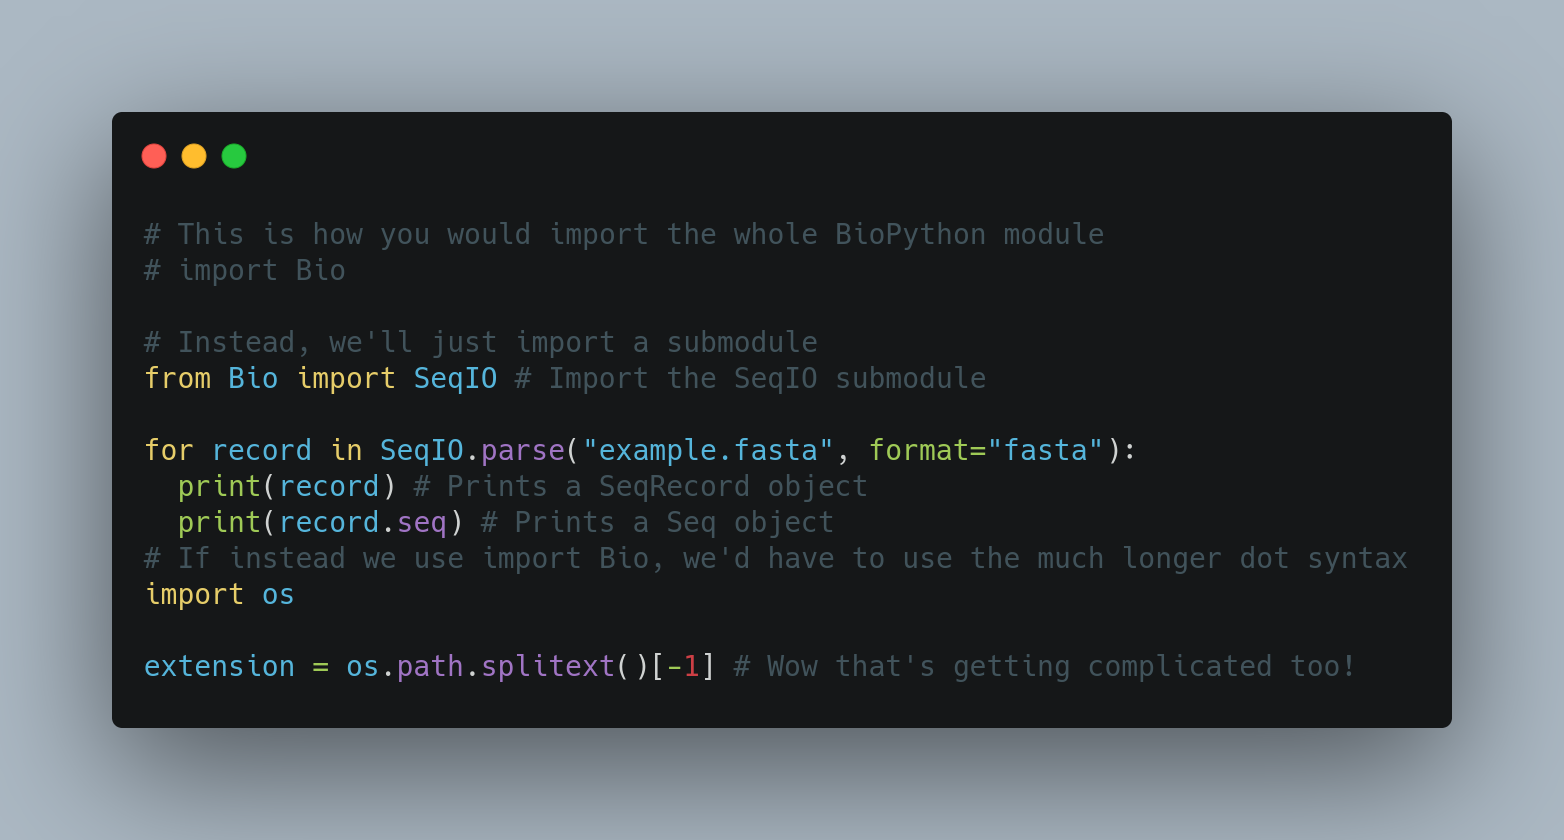 # This is how you would import the whole BioPython module
# import Bio

# Instead, we'll just import a submodule
from Bio import SeqIO # Import the SeqIO submodule

for record in SeqIO.parse("example.fasta", format="fasta"):
  print(record) # Prints a SeqRecord object
  print(record.seq) # Prints a Seq object
# If instead we use import Bio, we'd have to use the much longer dot syntax
import os

extension = os.path.splitext()[-1] # Wow that's getting complicated too!